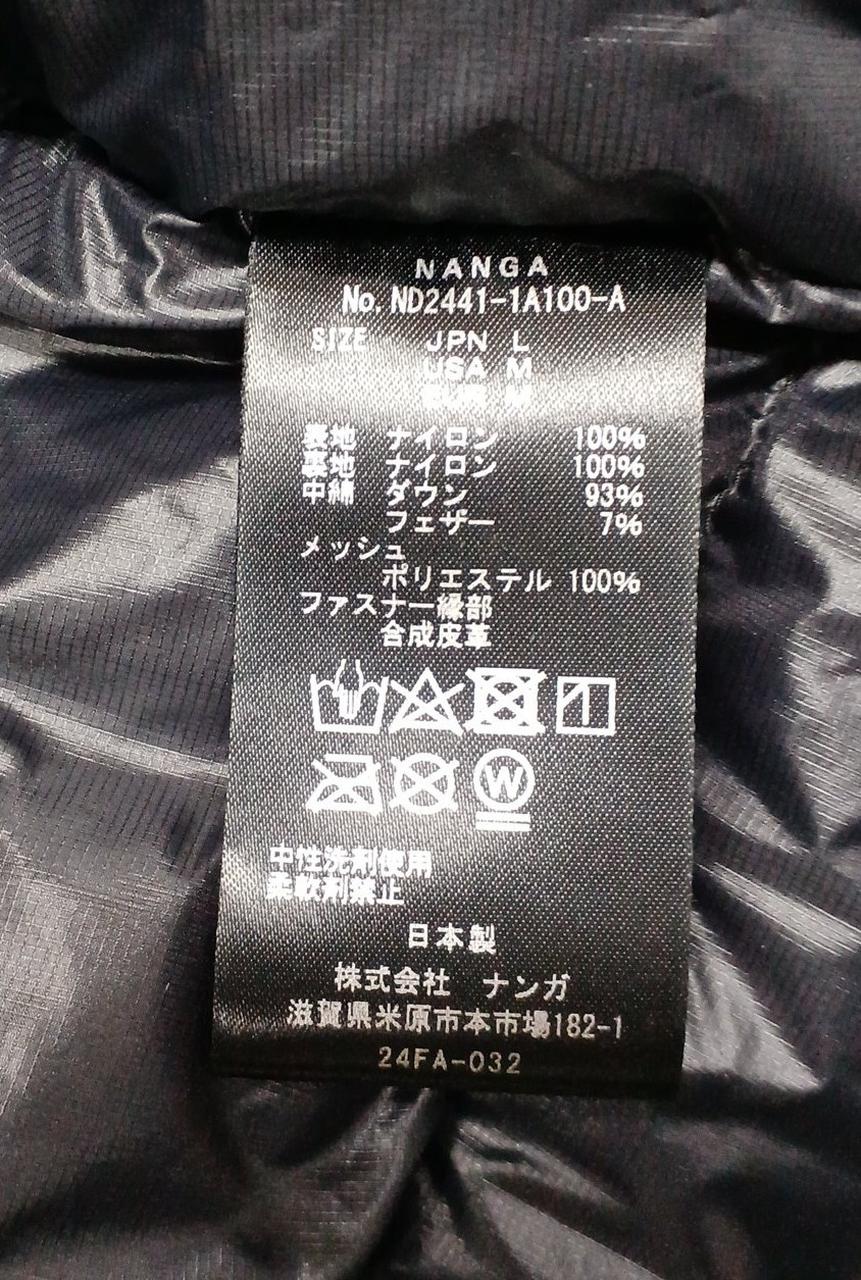 NANGA
No. ND2441-1A100-A
SIZE JPN L
USA M
EUR M
表地 ナイロン 100%
裏地 ナイロン 100%
中綿 ダウン 93%
フェザー 7%
メッシュ
ポリエステル 100%
ファスナー縁部
合成皮革
W
中性洗剤使用
柔軟剤禁止
日本製
株式会社 ナンガ
滋賀県米原市本市場182-1
24FA-032